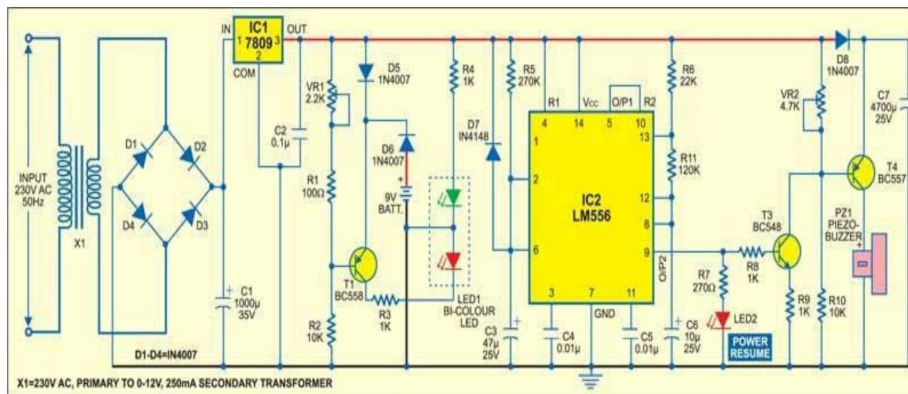 IN
IC1
7809
OUT
1
3
2
COM
D5
1N4007
VR1
2.2K
C2
0.1µ
R4
1K
R5
270K
R1
Vcc
O/P1
R2
R6
22K
D8
1N4007
VR2
4.7K
C7
4700µ
25V
D1
D2
D4
D3
INPUT
230V AC
50Hz
X1
D6
1N4007
R1
100Ω
9V
BATT.
D7
IN4148
4
14
5
10
1
13
2
12
8
6
9
3
7
11
GND
IC2
LM556
R11
120K
O/P2
T4
BC557
PZ1
PIEZO-
BUZZER
T3
BC548
R8
1K
R7
270Ω
LED2
POWER
RESUME
R9
1K
R10
10K
T1
BC558
R3
1K
R2
10K
LED1
BI-COLOUR
LED
C1
1000µ
35V
C3
47µ
25V
C4
0.01µ
C5
0.01µ
C6
10µ
25V
D1-D4=IN4007
X1=230V AC, PRIMARY TO 0-12V, 250mA SECONDARY TRANSFORMER